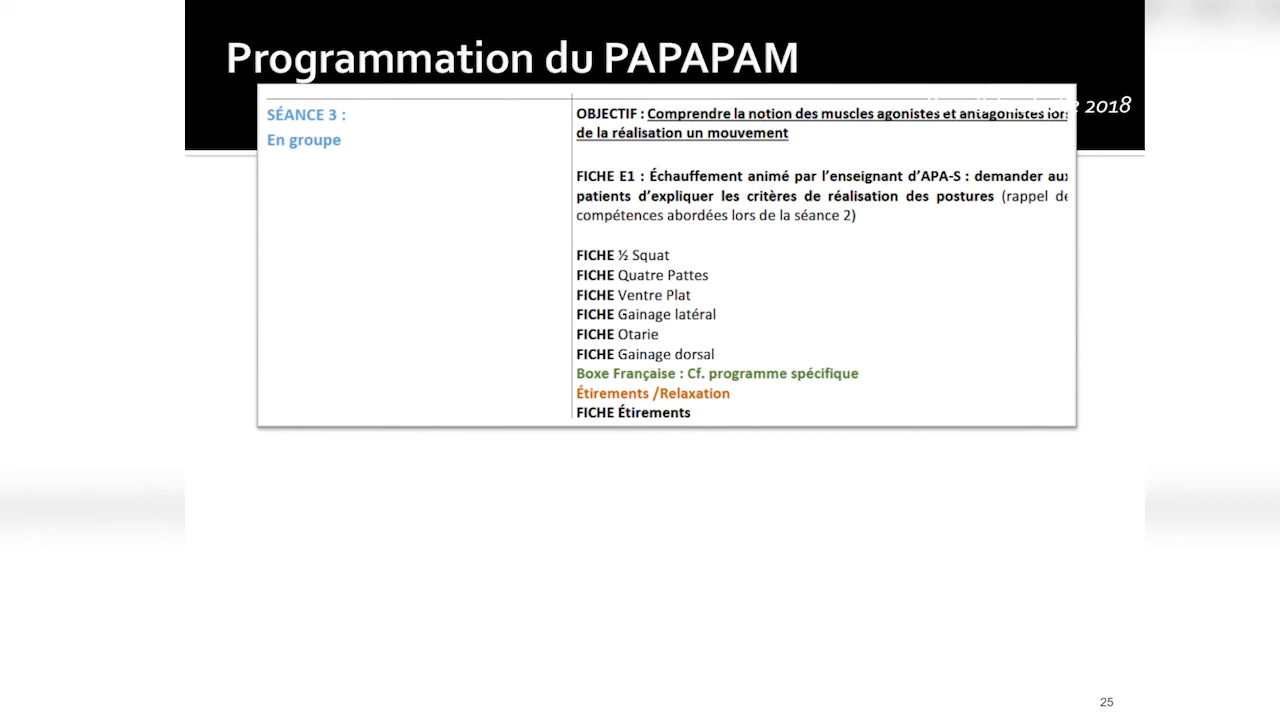 Programmation du PAPAPAM
2018
SÉANCE 3 :
En groupe
OBJECTIF : Comprendre la notion des muscles agonistes et antagonistes lors
de la réalisation un mouvement
FICHE E1 : Échauffement animé par l'enseignant d'APA-S : demander aux
patients d'expliquer les critères de réalisation des postures (rappel de
compétences abordées lors de la séance 2)
FICHE ½ Squat
FICHE Quatre Pattes
FICHE Ventre Plat
FICHE Gainage latéral
FICHE Otarie
FICHE Gainage dorsal
Boxe Française : Cf. programme spécifique
Étirements /Relaxation
FICHE Étirements
25